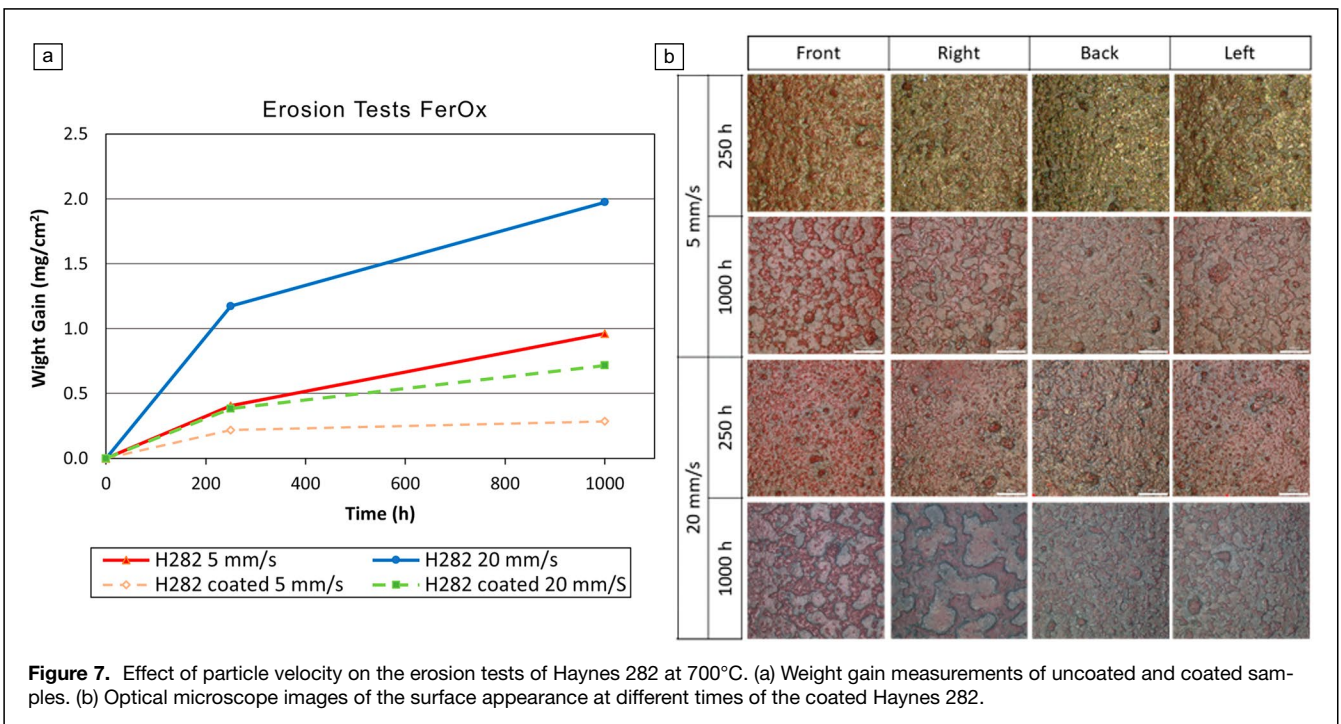 a
Erosion Tests FerOx
2.5
2.0
1.5
1.0
0.5
0.0
Wight Gain (mg/cm²)
0 200 400 600 800 1000
Time (h)
H282 5 mm/s H282 20 mm/s
H282 coated 5 mm/s H282 coated 20 mm/S
b
Front Right Back Left
5 mm/s
250 h
1000 h
20 mm/s
250 h
1000 h
Figure 7. Effect of particle velocity on the erosion tests of Haynes 282 at 700°C. (a) Weight gain measurements of uncoated and coated sam-
ples. (b) Optical microscope images of the surface appearance at different times of the coated Haynes 282.